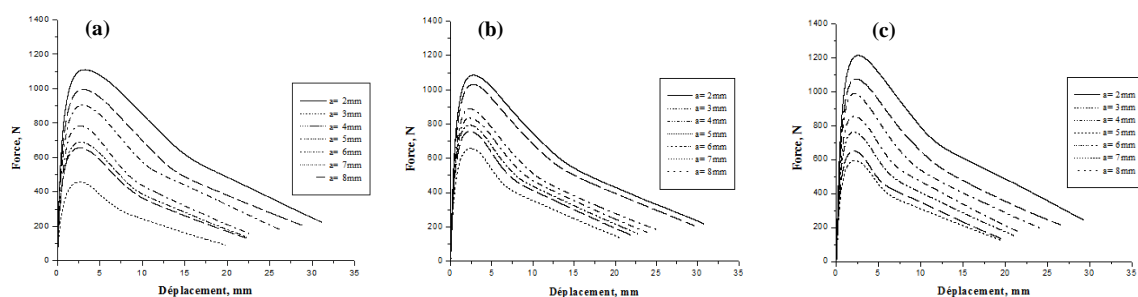 (a)
1400
1200
1000
800
600
400
200
0
Force, N
0 5 10 15 20 25 30 35
Déplacement, mm
a= 2mm
a= 3mm
a= 4mm
a= 5mm
a= 6mm
a= 7mm
a= 8mm
(b)
1400
1200
1000
800
600
400
200
0
Force, N
0 5 10 15 20 25 30 35
Déplacement, mm
a= 2mm
a= 3mm
a= 4mm
a= 5mm
a= 6mm
a= 7mm
a= 8mm
(c)
1400
1200
1000
800
600
400
200
0
Force, N
0 5 10 15 20 25 30 35
Déplacement, mm
a= 2mm
a= 3mm
a= 4mm
a= 5mm
a= 6mm
a= 7mm
a= 8mm